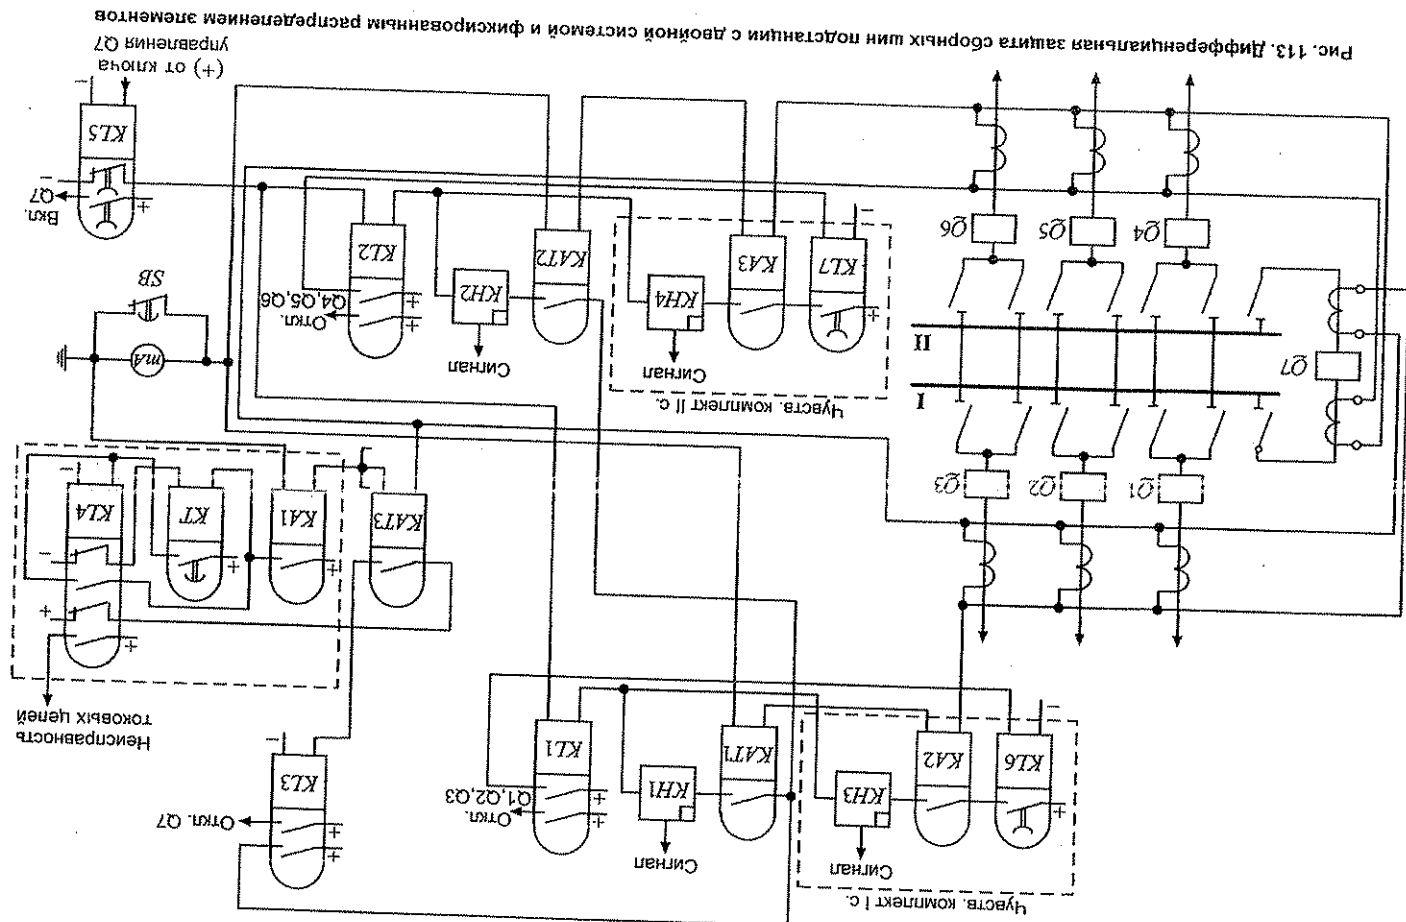 Чувств. комплект I с.
Сигнал
Сигнал
KL6
KA2
KH3
KAT1
KH1
KL1
Откл.
Q1,Q2,Q3
KL3
Откл. Q7
Неисправность
токовых цепей
Q1
Q2
Q3
KAT3
KA1
KT
KL4
I
II
Q7
Чувств. комплект II с.
Сигнал
Сигнал
mA
SB
Q4
Q5
Q6
KL7
KA3
KH4
KAT2
KH2
KL2
Откл.
Q4,Q5,Q6
Вкл.
Q7
KL5
(+) от ключа
управления Q7
Рис. 113. Дифференциальная защита сборных шин подстанции с двойной системой и фиксированным распределением элементов